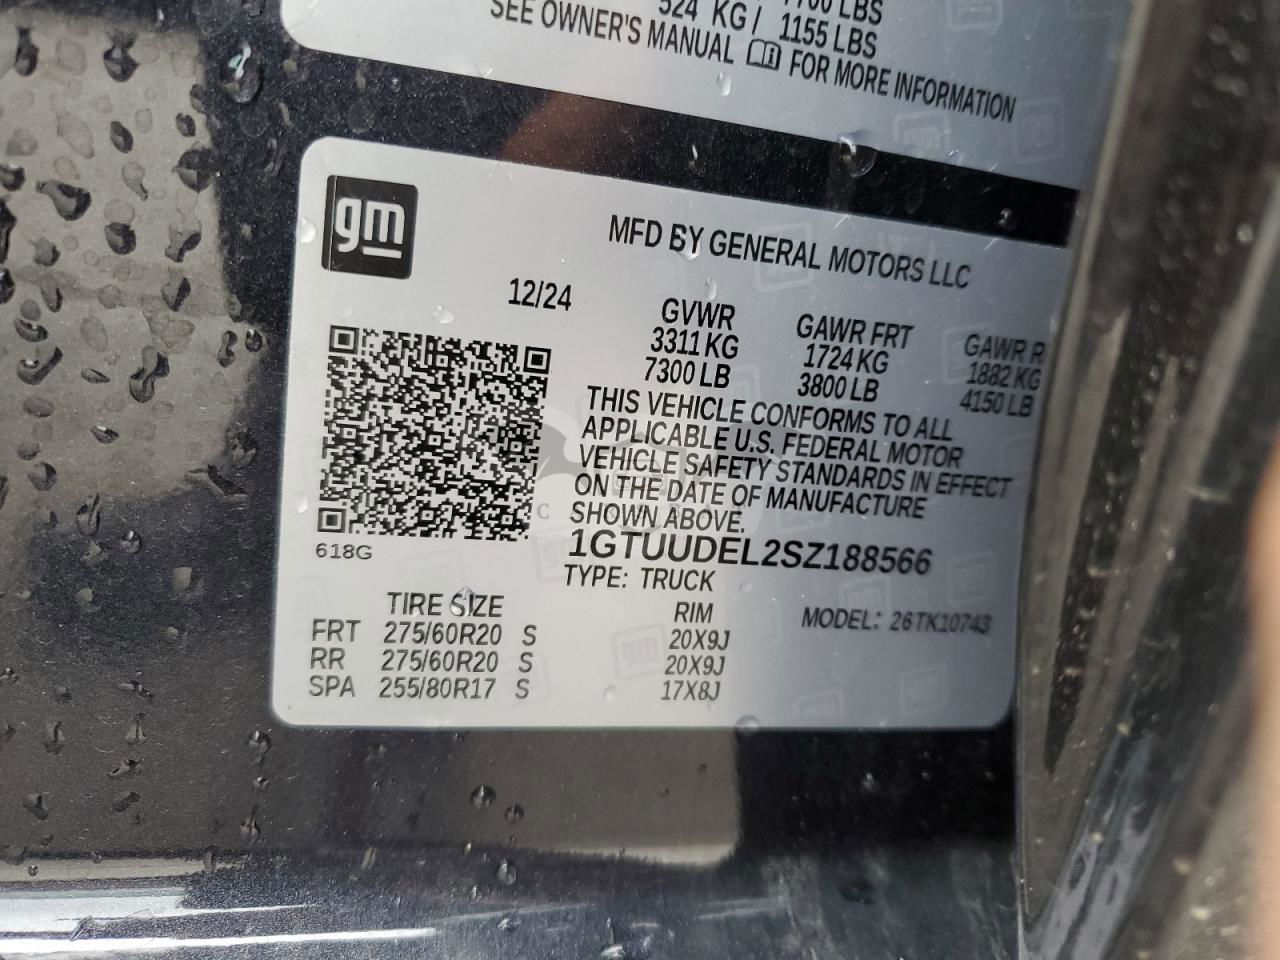 1700 LBS
524 KG / 1155 LBS
SEE OWNER'S MANUAL FOR MORE INFORMATION
gm
MFD BY GENERAL MOTORS LLC
12/24
GVWR GAWR FRT GAWR R
3311 KG 1724 KG 1882 KG
7300 LB 3800 LB 4150 LB
THIS VEHICLE CONFORMS TO ALL
APPLICABLE U.S. FEDERAL MOTOR
VEHICLE SAFETY STANDARDS IN EFFECT
ON THE DATE OF MANUFACTURE
SHOWN ABOVE.
618G
1GTUUDEL2SZ188566
TYPE: TRUCK
TIRE SIZE RIM MODEL: 26TK10743
FRT 275/60R20 S 20X9J
RR 275/60R20 S 20X9J
SPA 255/80R17 S 17X8J